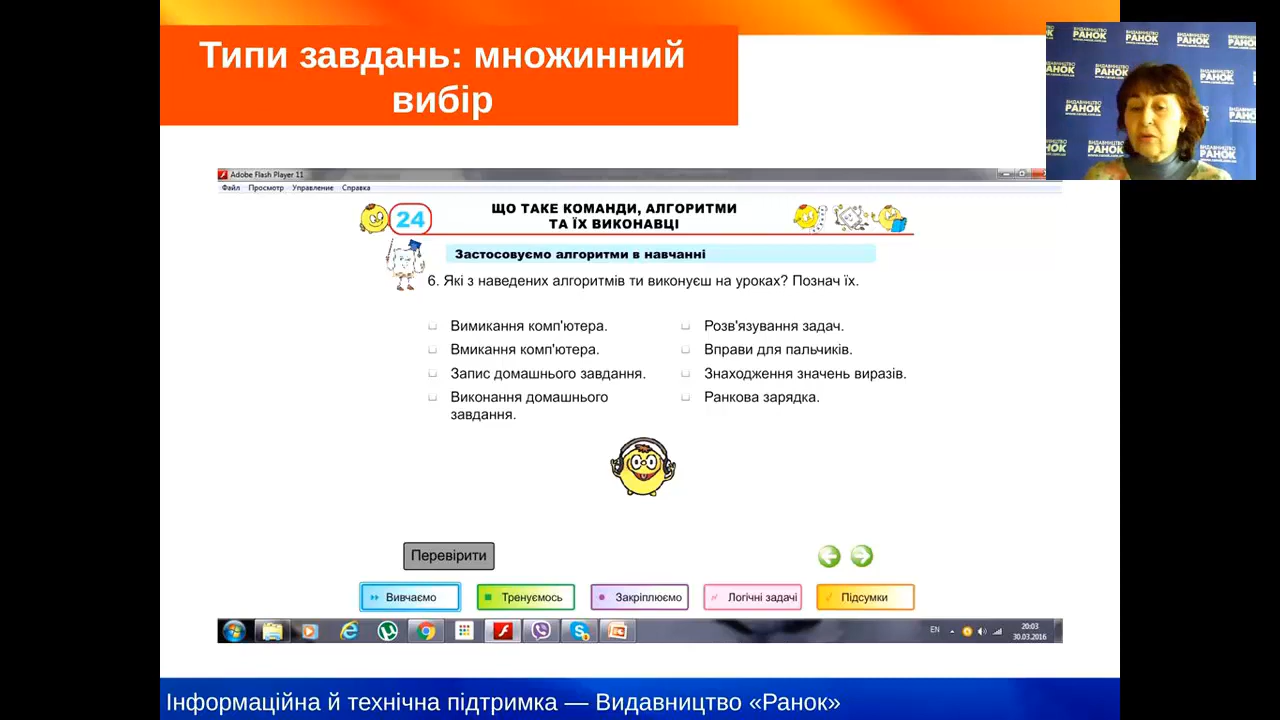 Типи завдань: множинний
вибір
ВИДАВНИЦТВО
РАНОК
Adobe Flash Player 11
Файл Просмотр Управление Справка
24
ЩО ТАКЕ КОМАНДИ, АЛГОРИТМИ
ТА ЇХ ВИКОНАВЦІ
Застосовуємо алгоритми в навчанні
6. Які з наведених алгоритмів ти виконуєш на уроках? Познач їх.
Вимикання комп'ютера.
Вмикання комп'ютера.
Запис домашнього завдання.
Виконання домашнього
завдання.
Розв'язування задач.
Вправи для пальчиків.
Знаходження значень виразів.
Ранкова зарядка.
Перевірити
Вивчаємо
Тренуємось
Закріплюємо
Логічні задачі
Підсумки
EN
20:03
30.03.2016
Інформаційна й технічна підтримка — Видавництво «Ранок»